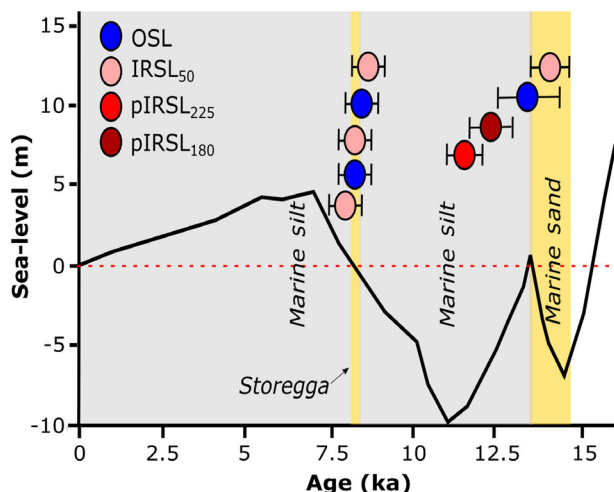 15
10
5
0
-5
-10
Sea-level (m)
OSL
IRSL₅₀
pIRSL₂₂₅
pIRSL₁₈₀
Marine silt
Marine silt
Marine sand
Storegga
0
2.5
5
7.5
10
12.5
15
Age (ka)